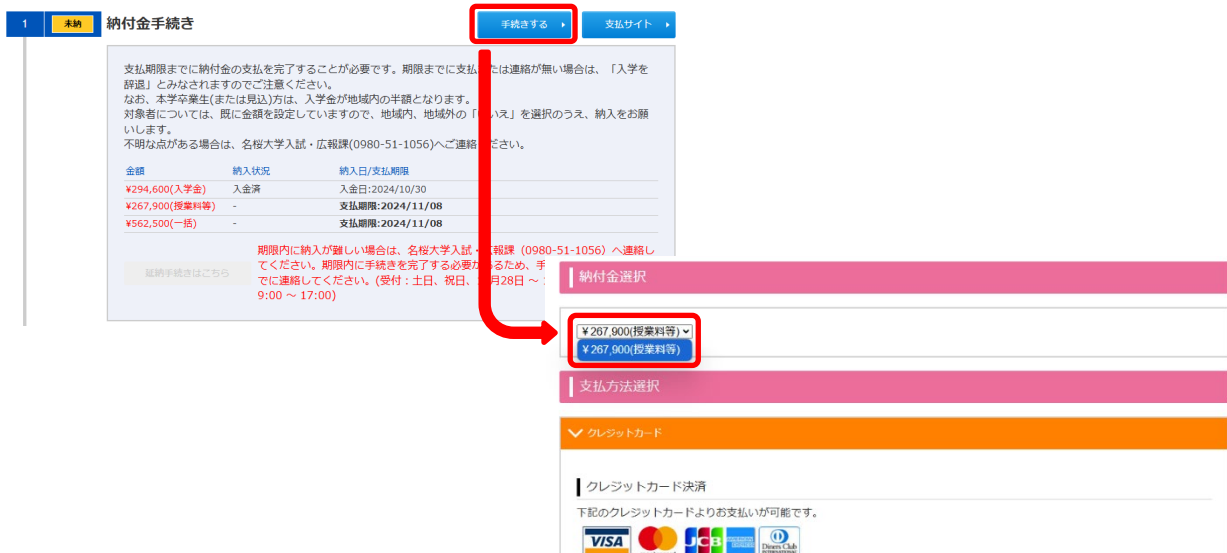 1 未納 納付金手続き 手続きする 支払サイト
支払期限までに納付金の支払を完了することが必要です。期限までに支払 たは連絡が無い場合は、「入学を
辞退」とみなされますのでご注意ください。
なお、本学卒業生(または見込)方は、入学金が地域内の半額となります。
対象者については、既に金額を設定していますので、地域内、地域外の「 いえ」を選択のうえ、納入をお願
いします。
不明な点がある場合は、名桜大学入試・広報課(0980-51-1056)へご連絡ください。
金額 納入状況 納入日/支払期限
¥294,600(入学金) 入金済 入金日:2024/10/30
¥267,900(授業料等) - 支払期限:2024/11/08
¥562,500(一括) - 支払期限:2024/11/08
期限内に納入が難しい場合は、名桜大学入試・広報課（0980-51-1056）へ連絡し
延納手続きはこちら てください。期限内に手続きを完了する必要があるため、手
でに連絡してください。(受付：土日、祝日、 月28日 ～
9:00 ～ 17:00)
納付金選択
¥267,900(授業料等)
¥267,900(授業料等)
支払方法選択
クレジットカード
クレジットカード決済
下記のクレジットカードよりお支払いが可能です。
VISA JCB Diners Club